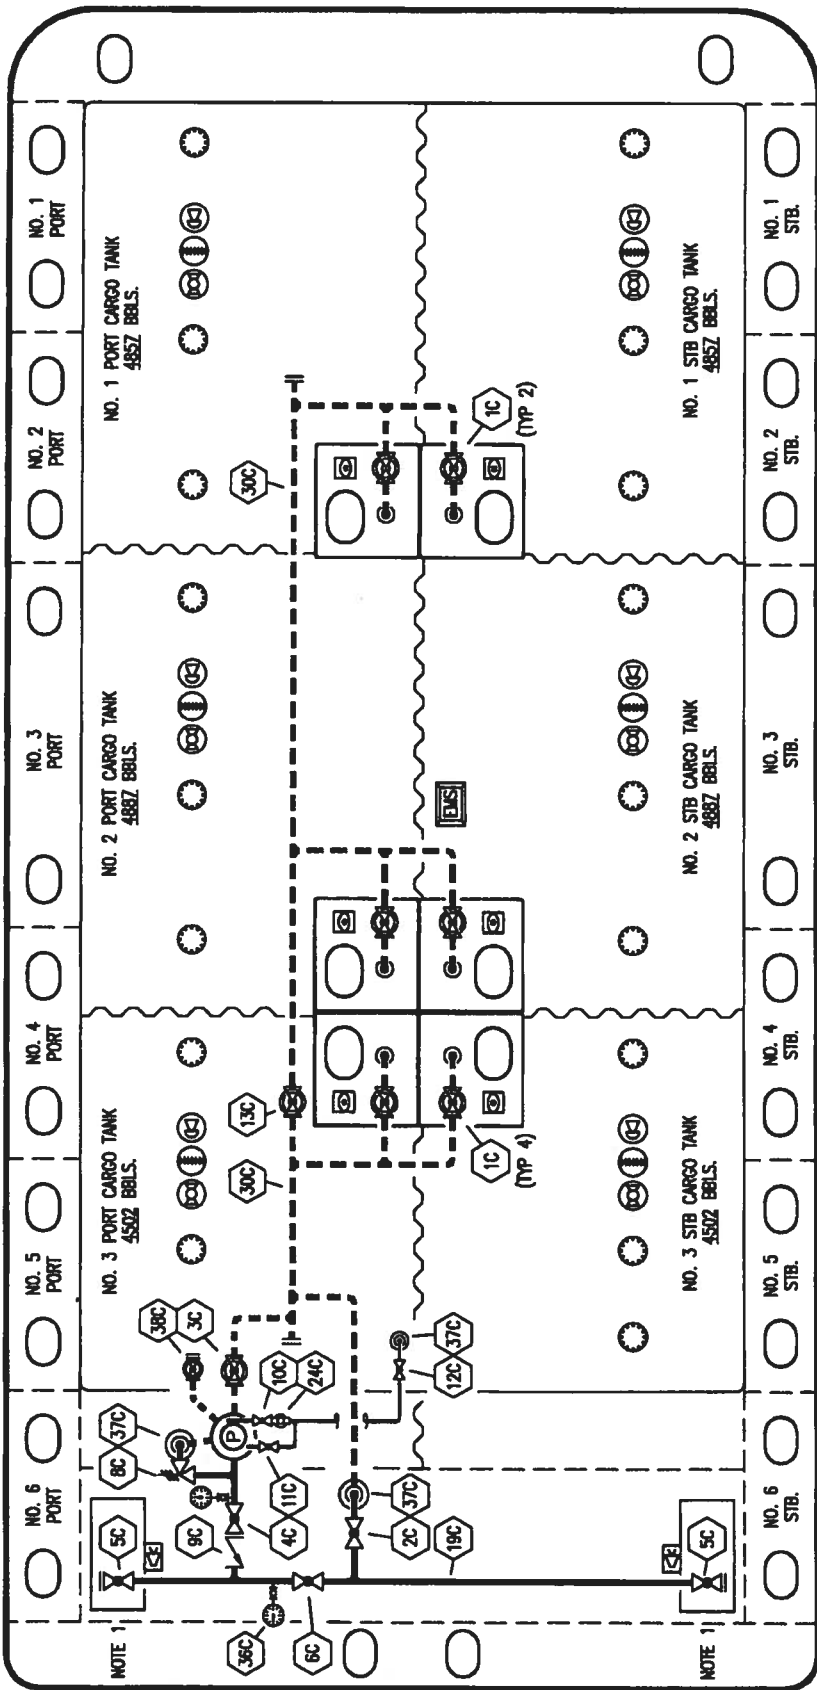 NO. 1
PORT
NO. 2
PORT
NO. 3
PORT
NO. 4
PORT
NO. 5
PORT
NO. 6
PORT
NO. 1 PORT CARGO TANK
4857 BBLS.
NO. 2 PORT CARGO TANK
4887 BBLS.
NO. 3 PORT CARGO TANK
4502 BBLS.
30C
1C
(TYP 2)
EMS
13C
30C
1C
(TYP 4)
38C
3C
10C
24C
37C
12C
37C
8C
P
11C
9C
4C
37C
2C
19C
5C
5C
36C
6C
NOTE 1
NOTE 1
NO. 1 STB CARGO TANK
4857 BBLS.
NO. 2 STB CARGO TANK
4887 BBLS.
NO. 3 STB CARGO TANK
4502 BBLS.
NO. 1
STB.
NO. 2
STB.
NO. 3
STB.
NO. 4
STB.
NO. 5
STB.
NO. 6
STB.